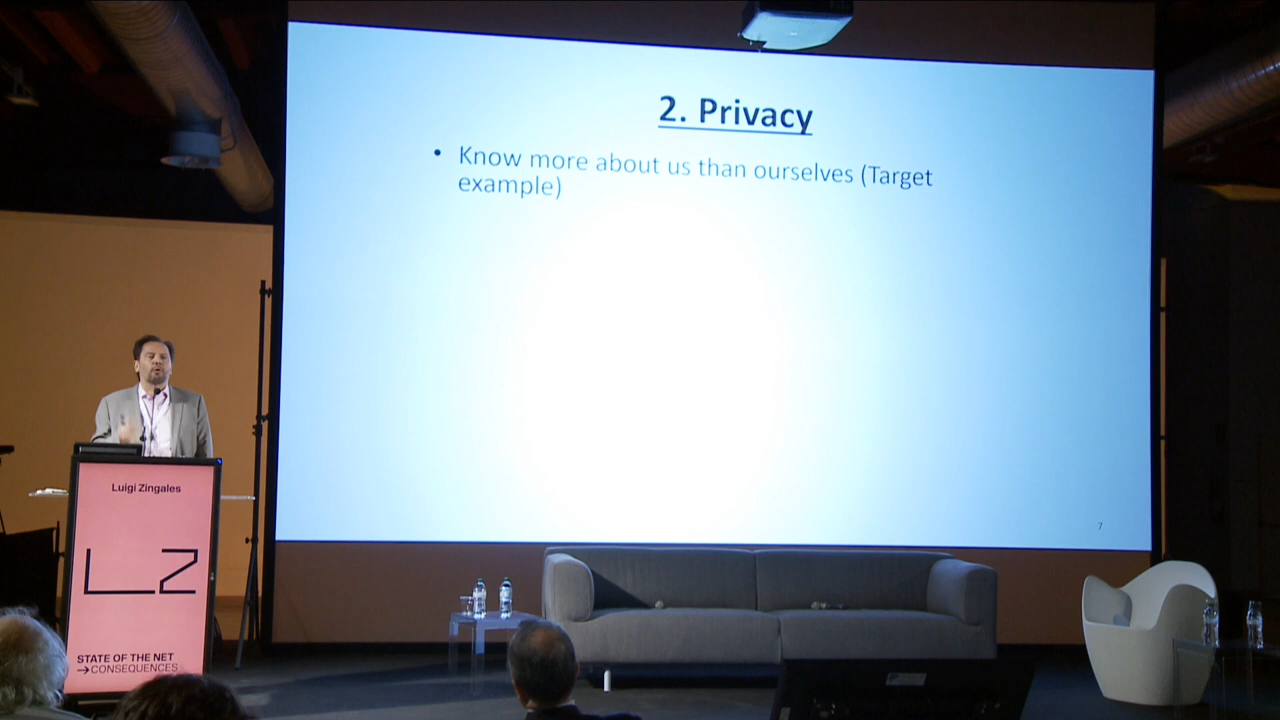 2. Privacy
• Know more about us than ourselves (Target
example)
7
Luigi Zingales
LZ
STATE OF THE NET
→CONSEQUENCES